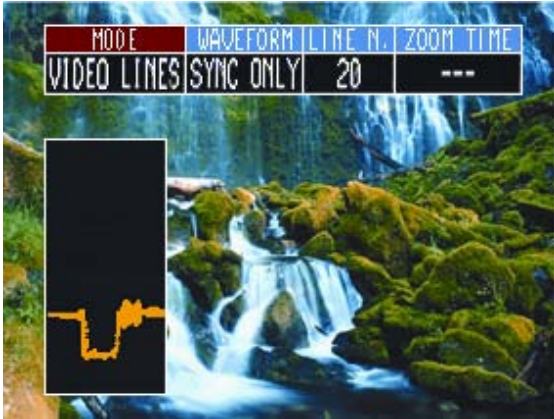 MODE WAVEFORM LINE N. ZOOM TIME
VIDEO LINES SYNC ONLY 20 ---